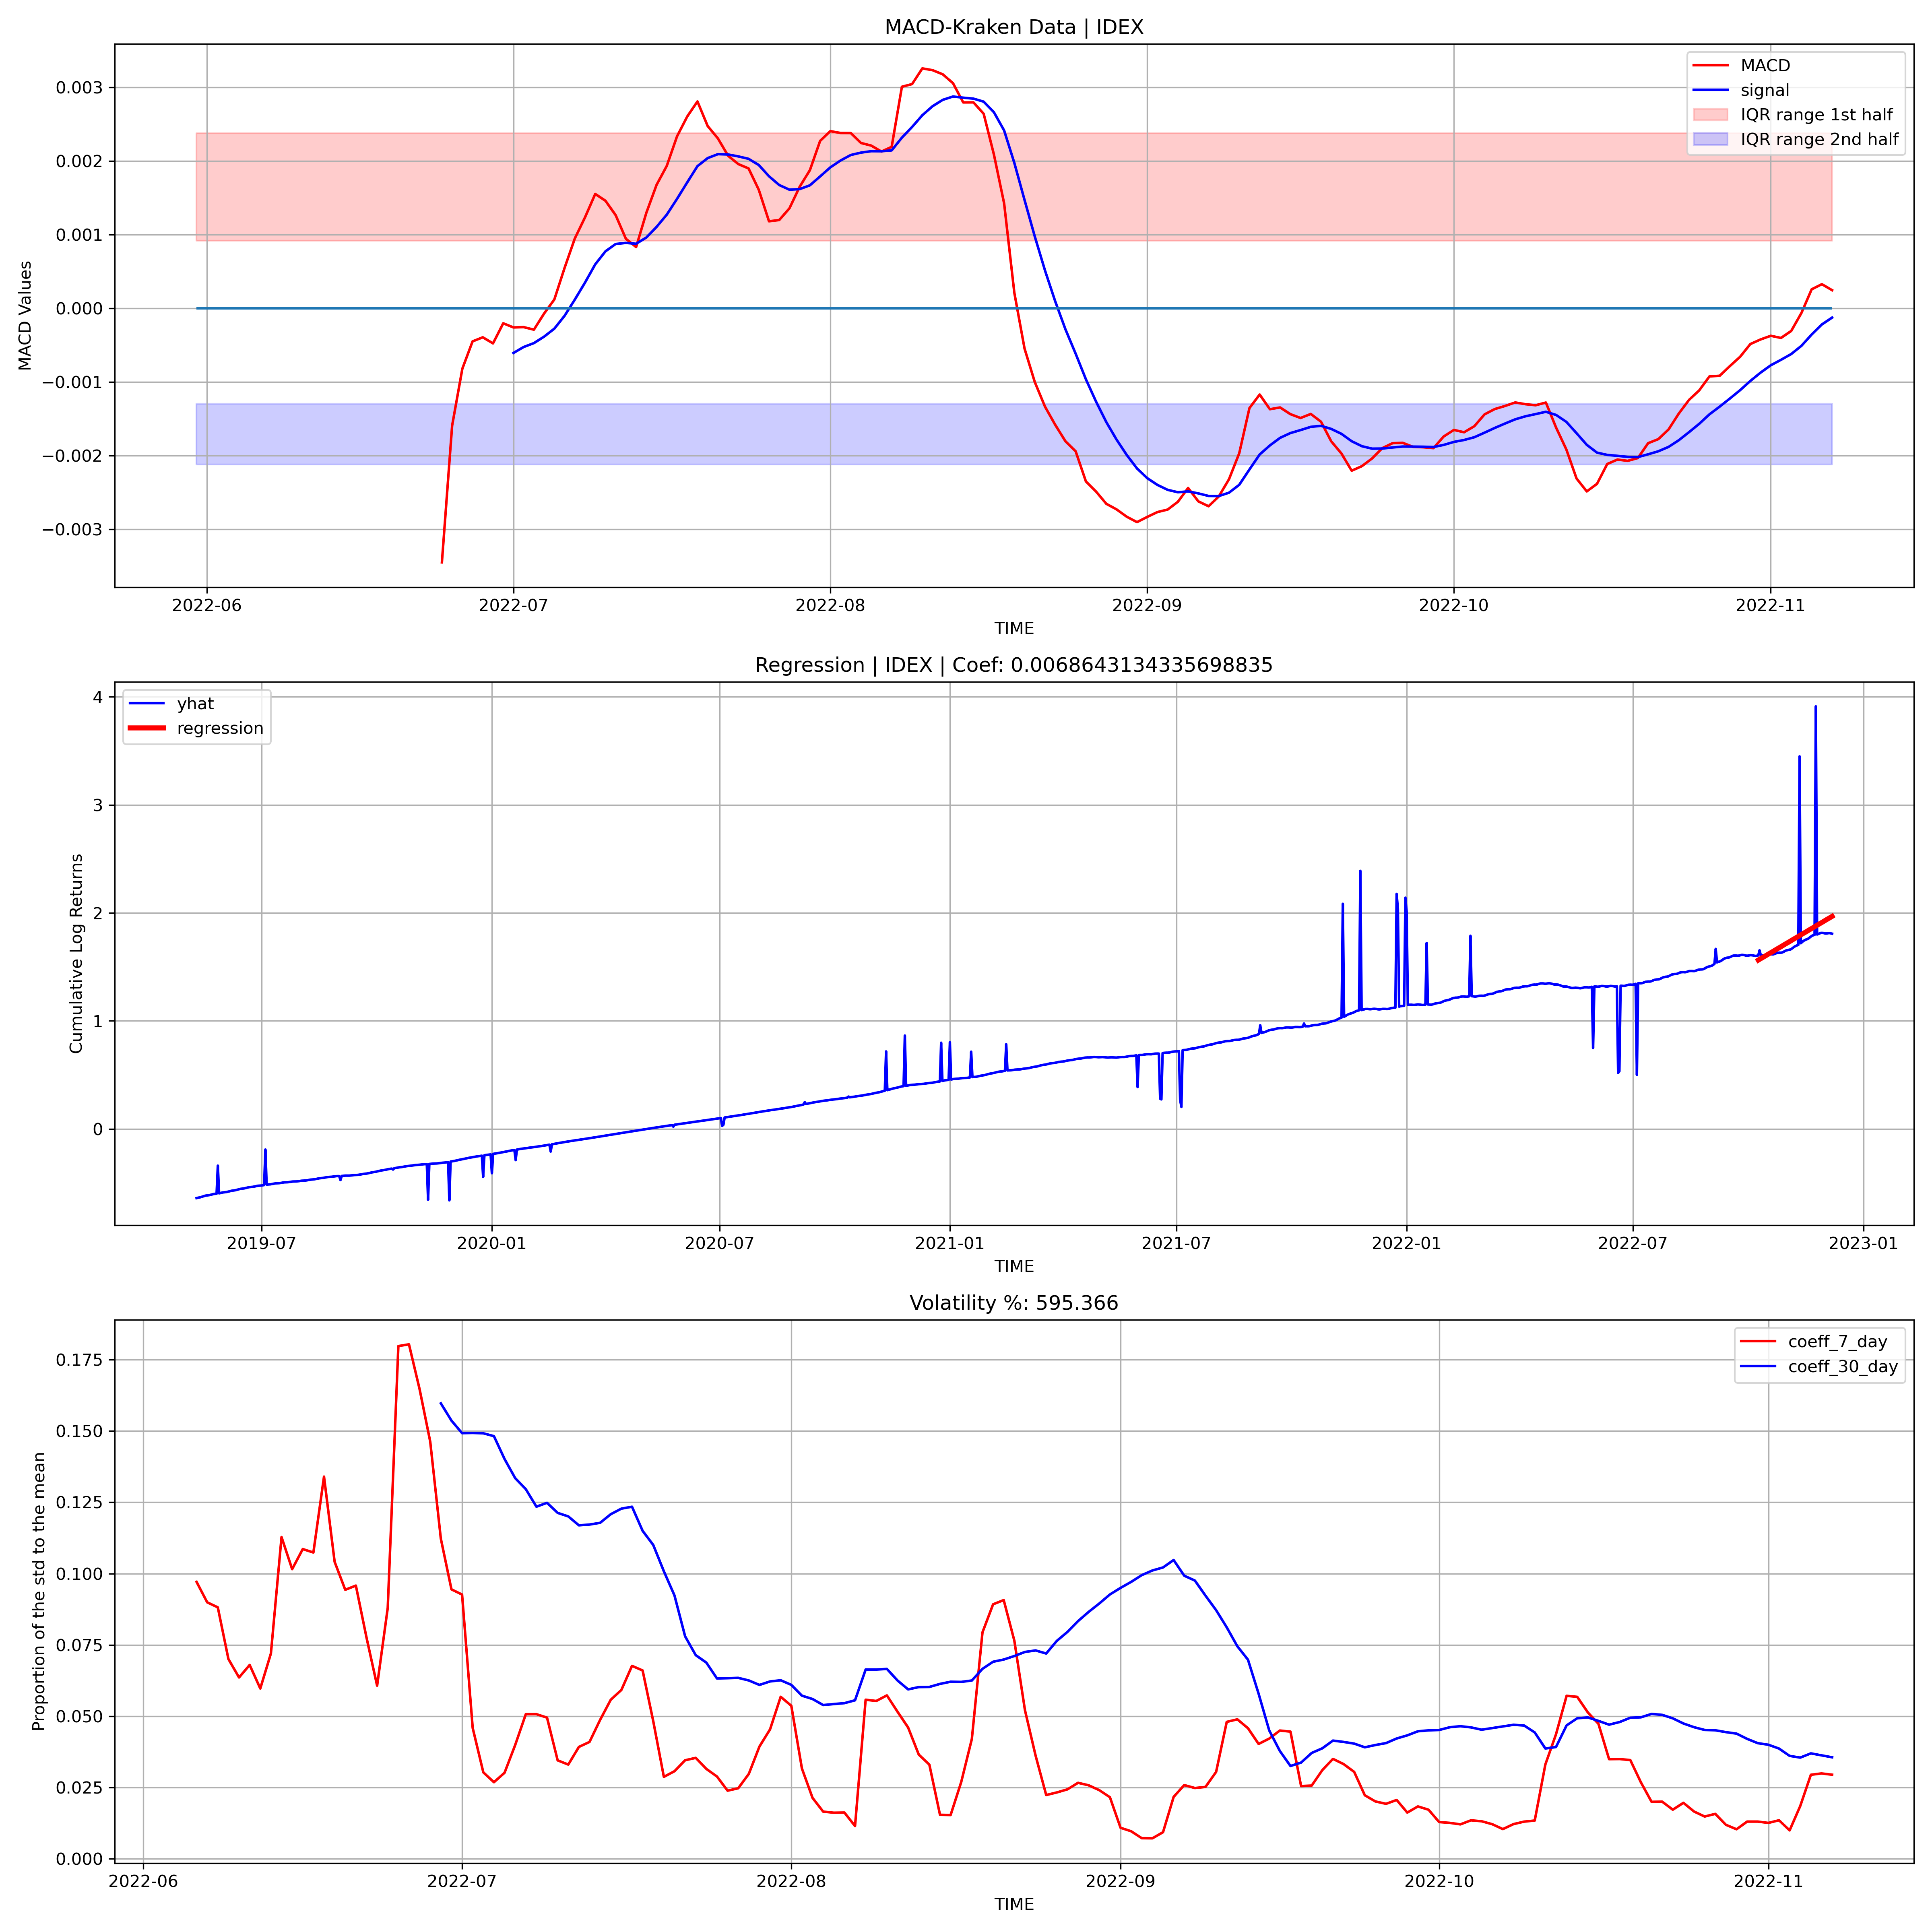 MACD-Kraken Data | IDEX
MACD
signal
IQR range 1st half
IQR range 2nd half
0.003
0.002
0.001
0.000
−0.001
−0.002
−0.003
MACD Values
2022-06 2022-07 2022-08 2022-09 2022-10 2022-11
TIME
Regression | IDEX | Coef: 0.0068643134335698835
yhat
regression
4
3
2
1
0
Cumulative Log Returns
2019-07 2020-01 2020-07 2021-01 2021-07 2022-01 2022-07 2023-01
TIME
Volatility %: 595.366
coeff_7_day
coeff_30_day
0.175
0.150
0.125
0.100
0.075
0.050
0.025
0.000
Proportion of the std to the mean
2022-06 2022-07 2022-08 2022-09 2022-10 2022-11
TIME